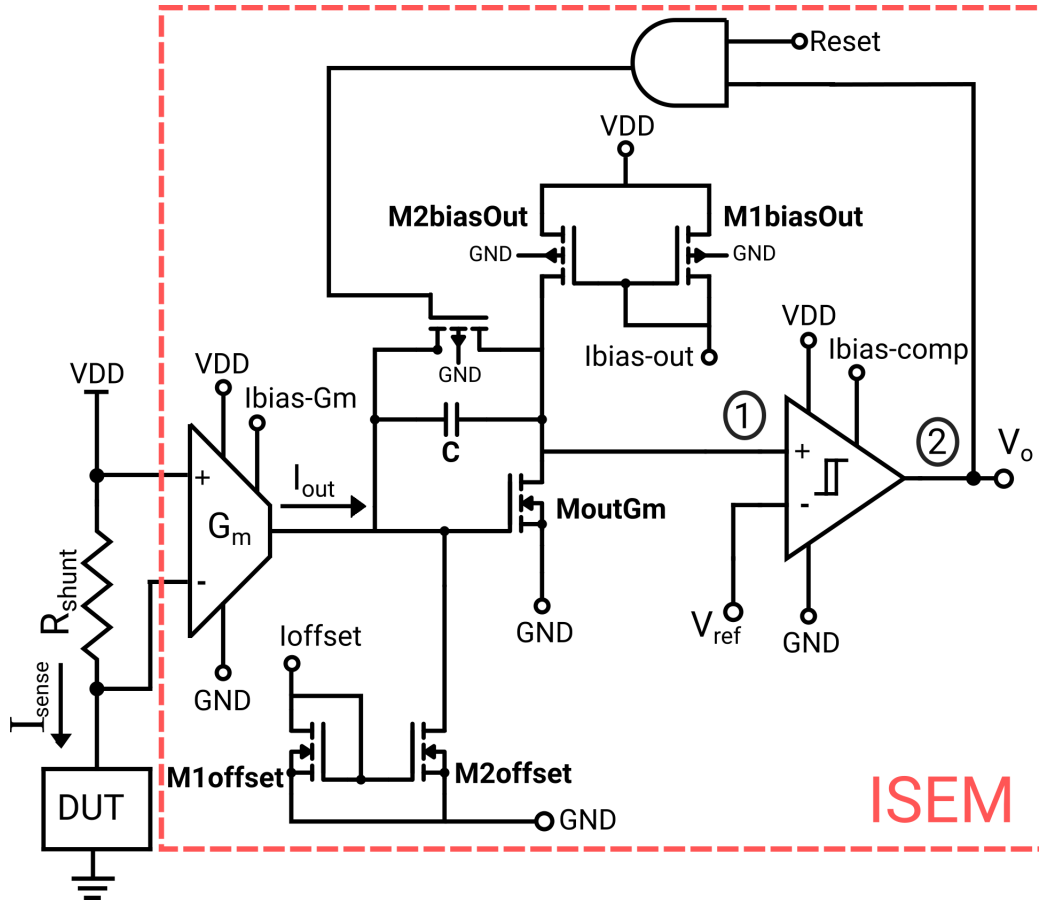 Reset
VDD
M2biasOut
M1biasOut
GND
GND
VDD
Ibias-out
Ibias-comp
GND
VDD
VDD
Ibias-Gm
1
2
Vo
C
+
Iout
Gm
MoutGm
+
-
-
Rshunt
Vref
GND
GND
Ioffset
GND
Isense
M1offset
M2offset
DUT
GND
ISEM